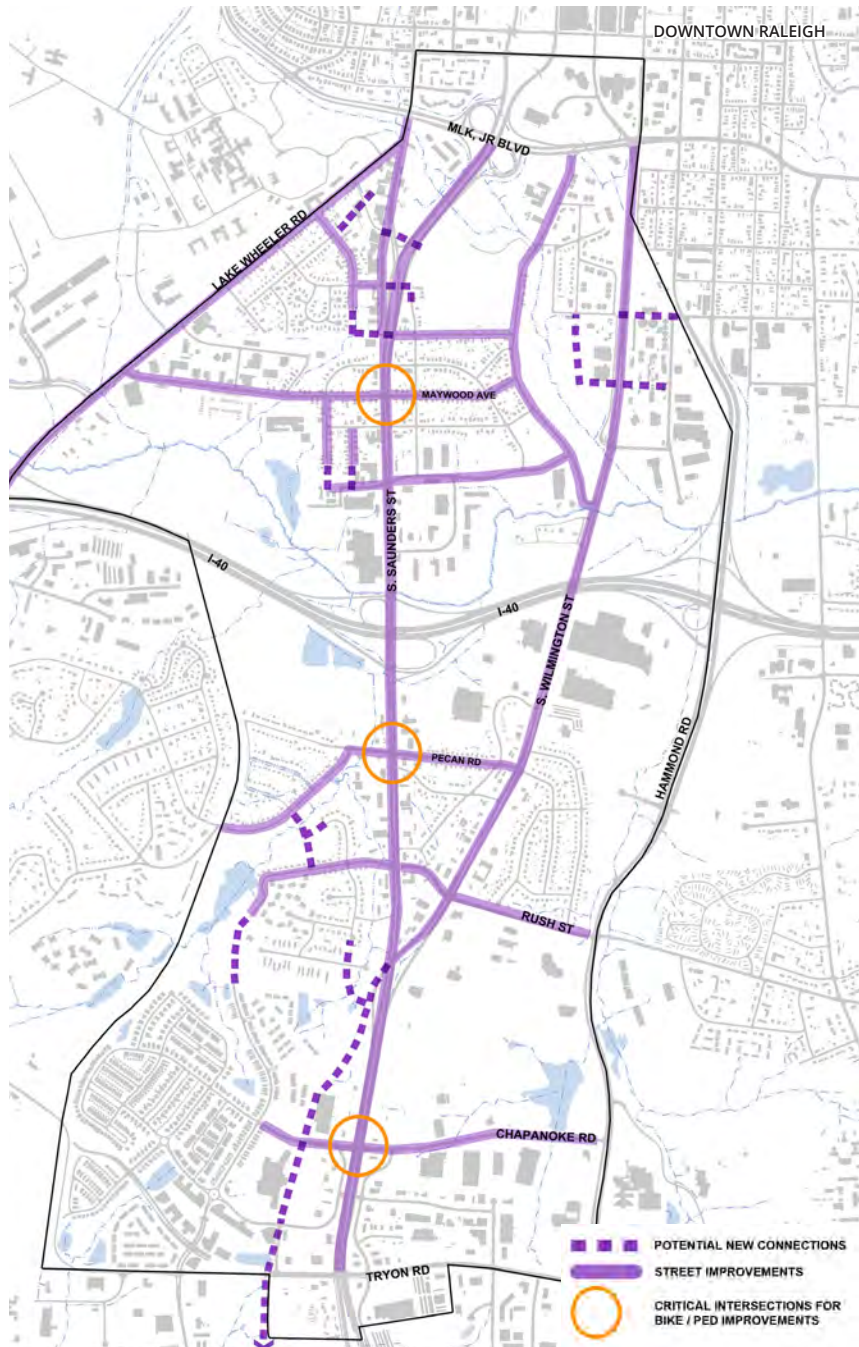 DOWNTOWN RALEIGH
MLK, JR BLVD
LAKE WHEELER RD
MAYWOOD AVE
S. SAUNDERS ST
I-40
I-40
S. WILMINGTON ST
HAMMOND RD
PECAN RD
RUSH ST
CHAPANOKE RD
TRYON RD
POTENTIAL NEW CONNECTIONS
STREET IMPROVEMENTS
CRITICAL INTERSECTIONS FOR
BIKE / PED IMPROVEMENTS